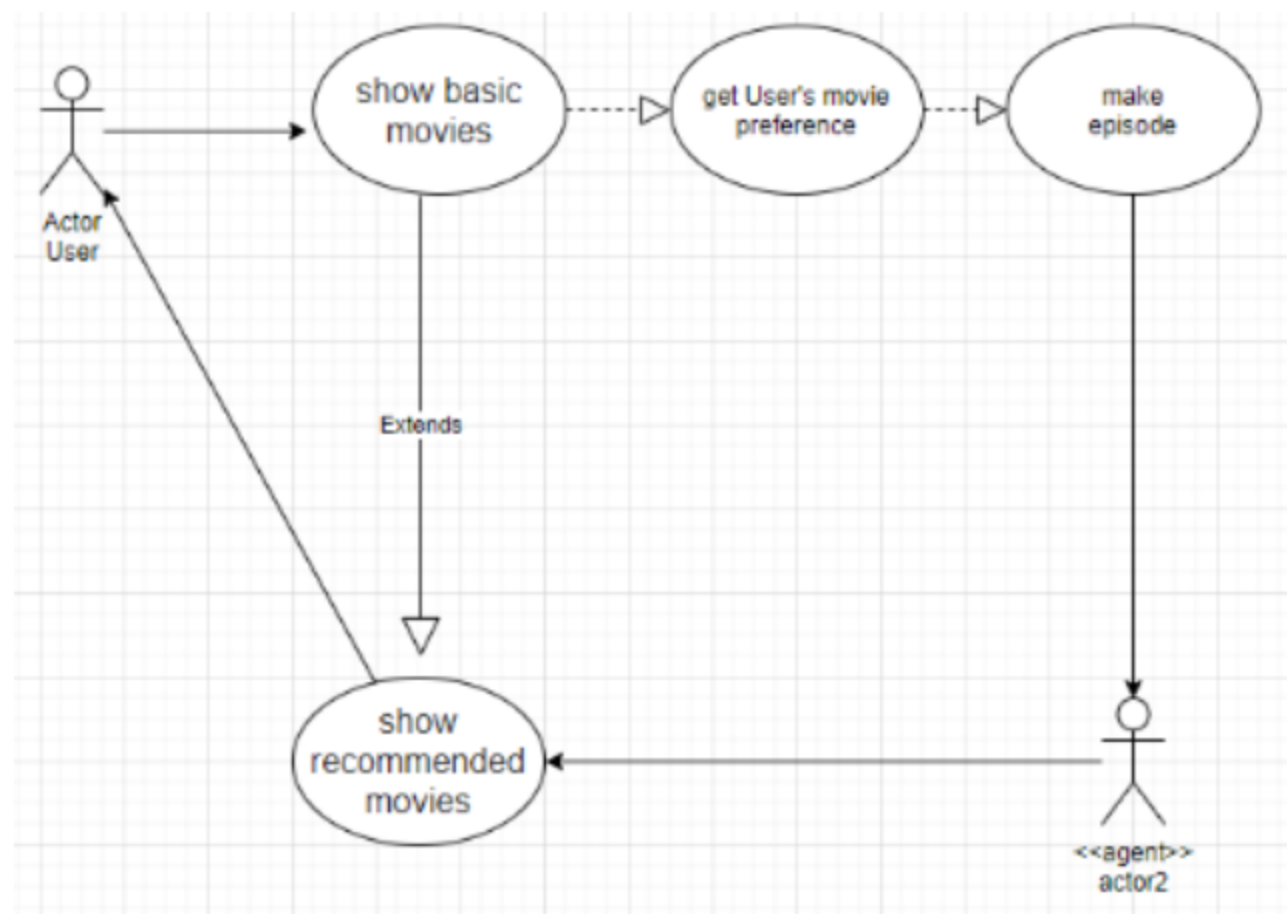 show basic
movies
get User's movie
preference
make
episode
Actor
User
Extends
show
recommended
movies
<<agent>>
actor2